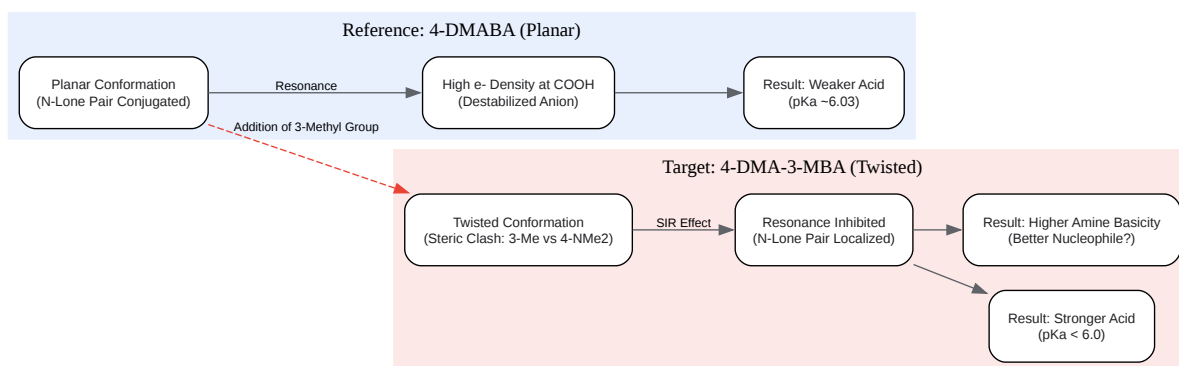 Reference: 4-DMABA (Planar)
Planar Conformation
(N-Lone Pair Conjugated)
Resonance
High e- Density at COOH
(Destabilized Anion)
Result: Weaker Acid
(pKa ~6.03)
Addition of 3-Methyl Group
Target: 4-DMA-3-MBA (Twisted)
Twisted Conformation
(Steric Clash: 3-Me vs 4-NMe2)
SIR Effect
Resonance Inhibited
(N-Lone Pair Localized)
Result: Higher Amine Basicity
(Better Nucleophile?)
Result: Stronger Acid
(pKa < 6.0)